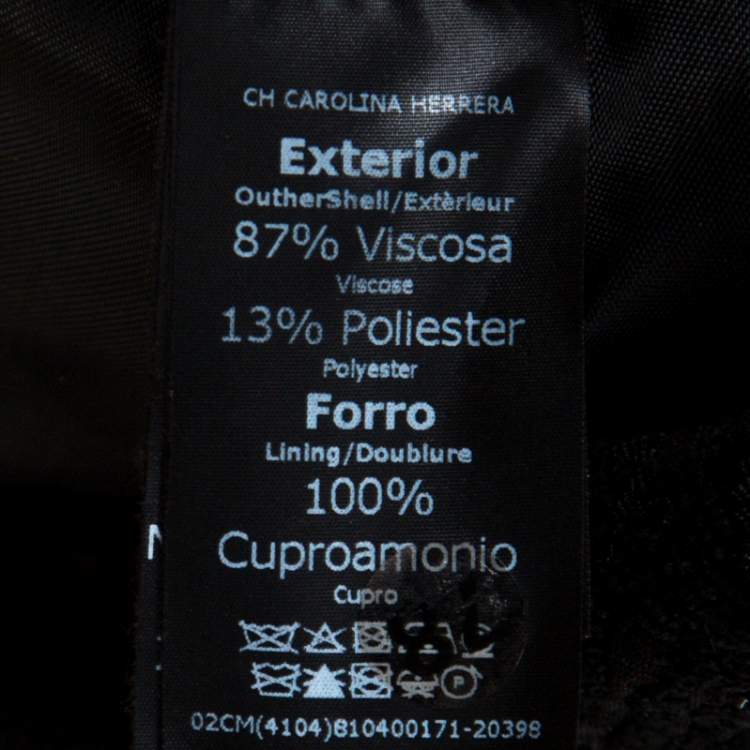 CH CAROLINA HERRERA
Exterior
OutherShell/Extèrieur
87% Viscosa
Viscose
13% Poliester
Polyester
Forro
Lining/Doublure
100%
Cuproamonio
Cupro
P
02CM(4104)810400171-20398